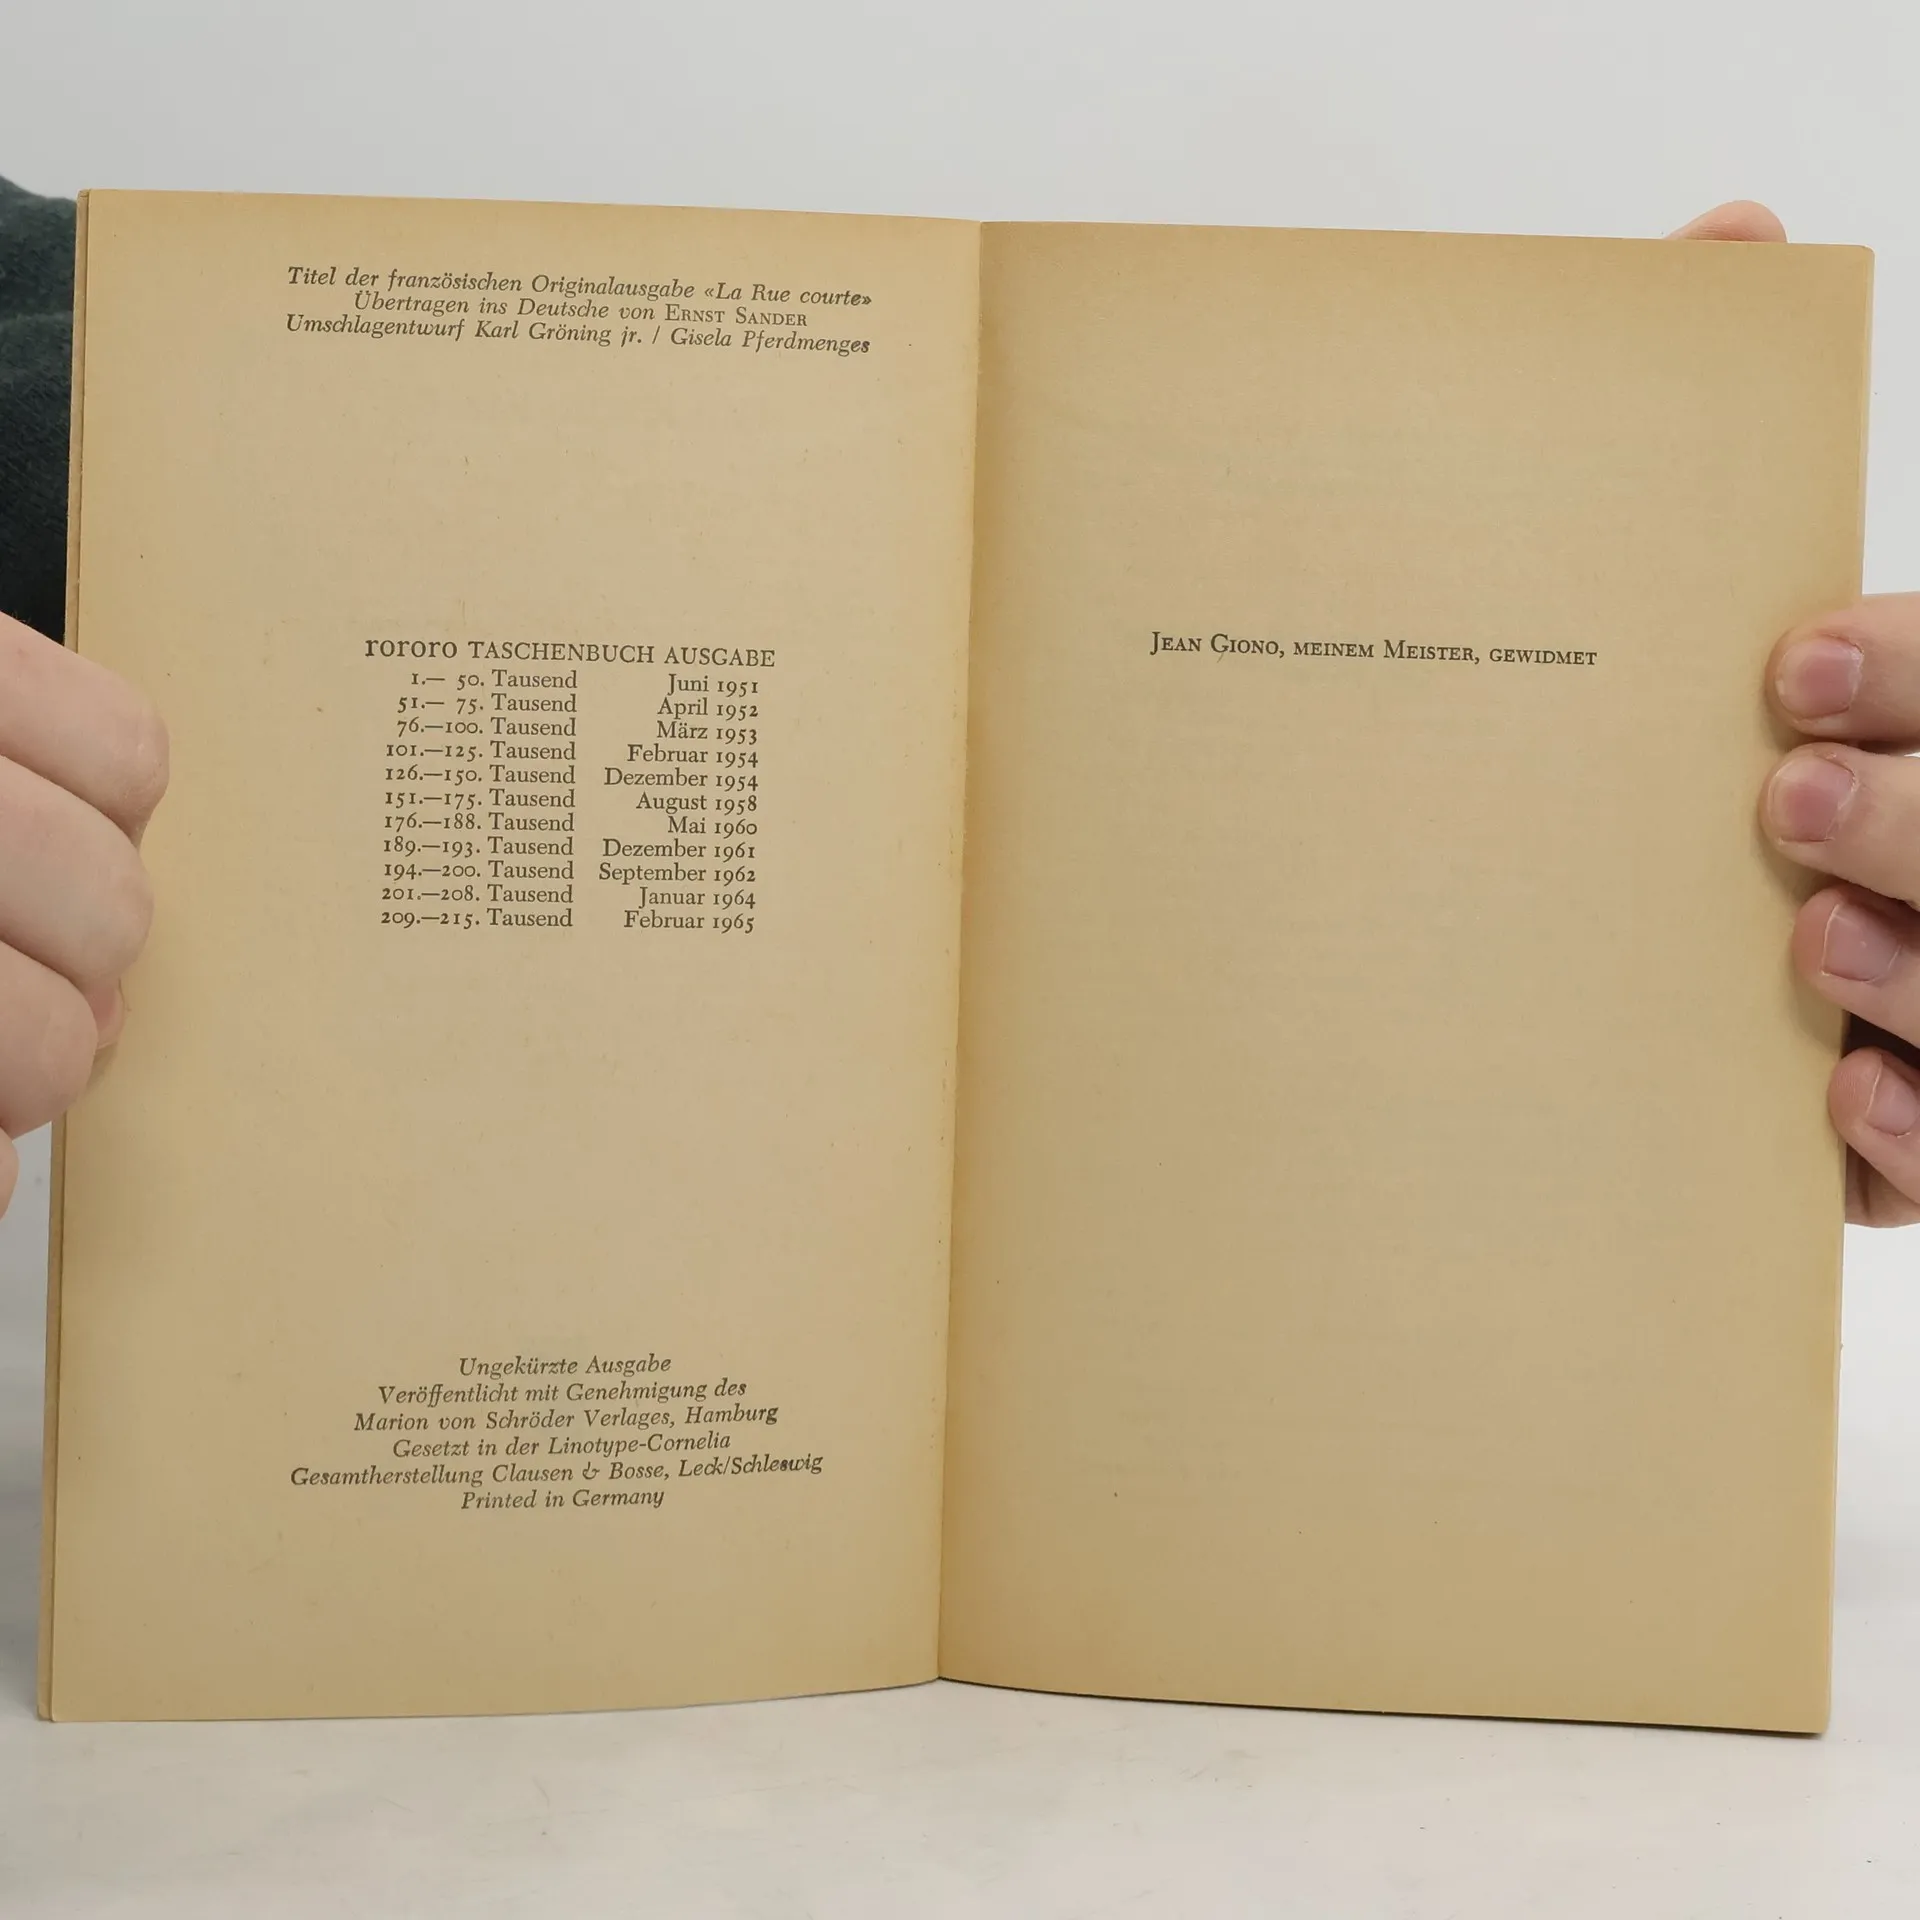 Titel der französischen Originalausgabe «La Rue courte»
Übertragen ins Deutsche von ERNST SANDER
Umschlagentwurf Karl Gröning jr. / Gisela Pferdmenges
rororo TASCHENBUCH AUSGABE
1.— 50. Tausend Juni 1951
51.— 75. Tausend April 1952
76.—100. Tausend März 1953
101.—125. Tausend Februar 1954
126.—150. Tausend Dezember 1954
151.—175. Tausend August 1958
176.—188. Tausend Mai 1960
189.—193. Tausend Dezember 1961
194.—200. Tausend September 1962
201.—208. Tausend Januar 1964
209.—215. Tausend Februar 1965
Ungekürzte Ausgabe
Veröffentlicht mit Genehmigung des
Marion von Schröder Verlages, Hamburg
Gesetzt in der Linotype-Cornelia
Gesamtherstellung Clausen & Bosse, Leck/Schleswig
Printed in Germany
JEAN GIONO, MEINEM MEISTER, GEWIDMET